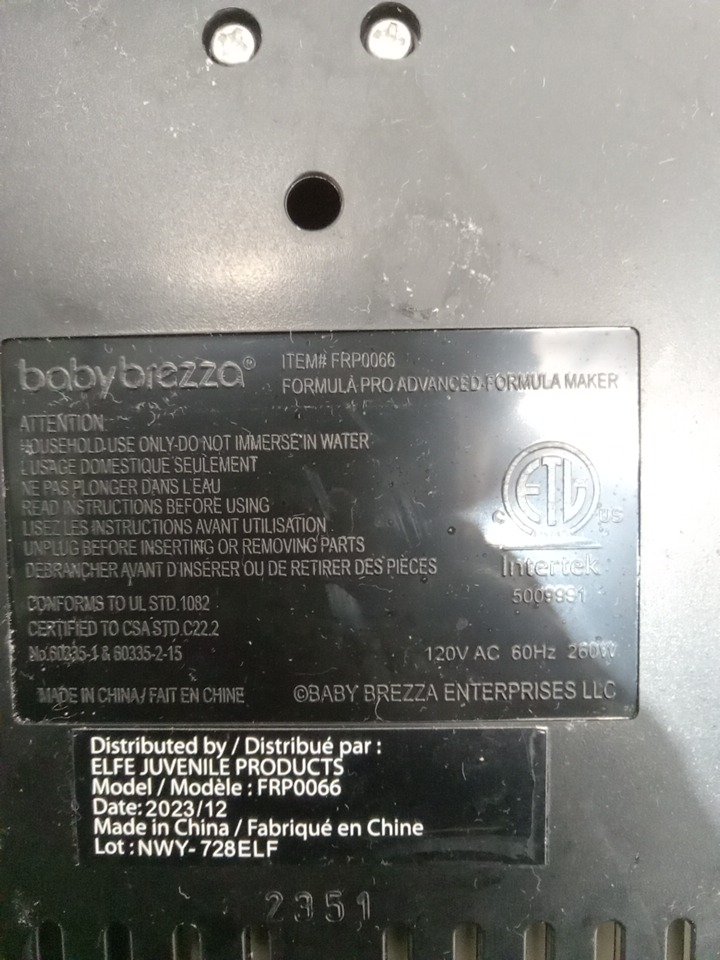 babybrezza®
ITEM# FRP0066
FORMULA PRO ADVANCED FORMULA MAKER
ATTENTION
HOUSEHOLD USE ONLY-DO NOT IMMERSE IN WATER
L'USAGE DOMESTIQUE SEULEMENT
NE PAS PLONGER DANS L'EAU
READ INSTRUCTIONS BEFORE USING
LISEZ LES INSTRUCTIONS AVANT UTILISATION
UNPLUG BEFORE INSERTING OR REMOVING PARTS
DEBRANCHER AVANT D'INSÉRER OU DE RETIRER DES PIÈCES
CONFORMS TO UL STD.1082
CERTIFIED TO CSA STD.C22.2
No.60335-1 & 60335-2-15
c ETL us
Intertek
5009991
120V AC 60Hz 260W
MADE IN CHINA/ FAIT EN CHINE
©BABY BREZZA ENTERPRISES LLC
Distributed by / Distribué par :
ELFE JUVENILE PRODUCTS
Model / Modèle : FRP0066
Date: 2023/12
Made in China / Fabriqué en Chine
Lot : NWY- 728ELF
2351